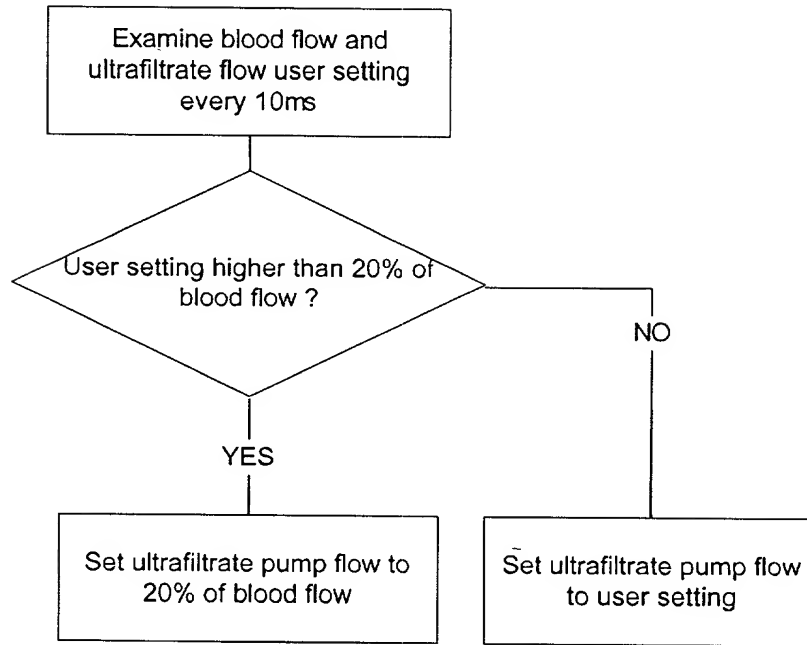 Examine blood flow and
ultrafiltrate flow user setting
every 10ms
User setting higher than 20% of
blood flow ?
NO
YES
Set ultrafiltrate pump flow to
20% of blood flow
Set ultrafiltrate pump flow
to user setting